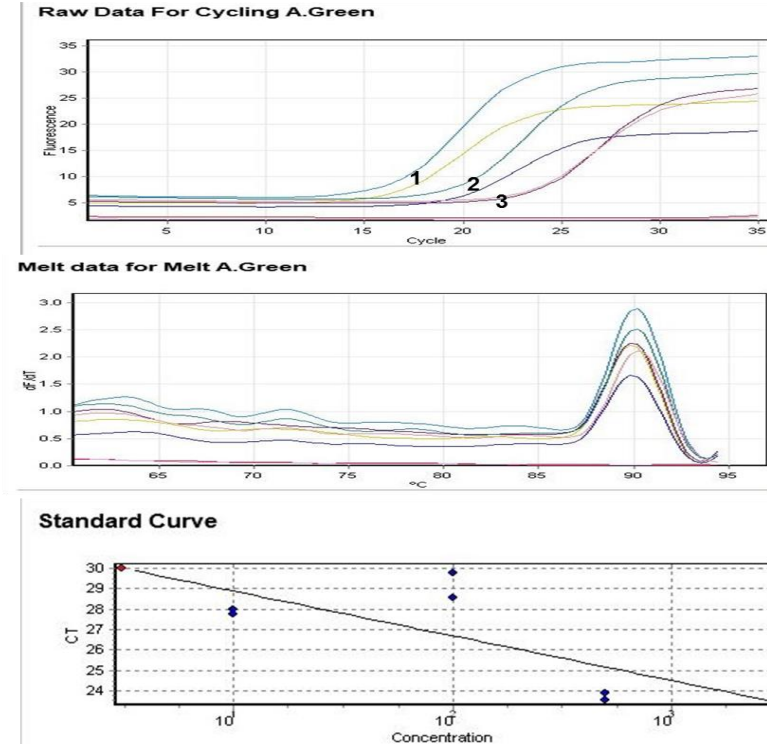 Raw Data For Cycling A.Green
35
30
25
20
15
10
5
Fluorescence
1
2
3
5 10 15 20 25 30 35
Cycle
Melt data for Melt A.Green
3.0
2.5
2.0
1.5
1.0
0.5
0.0
dF/dT
65 70 75 80 85 90 95
°C
Standard Curve
30
29
28
27
26
25
24
CT
10¹ 10² 10³
Concentration